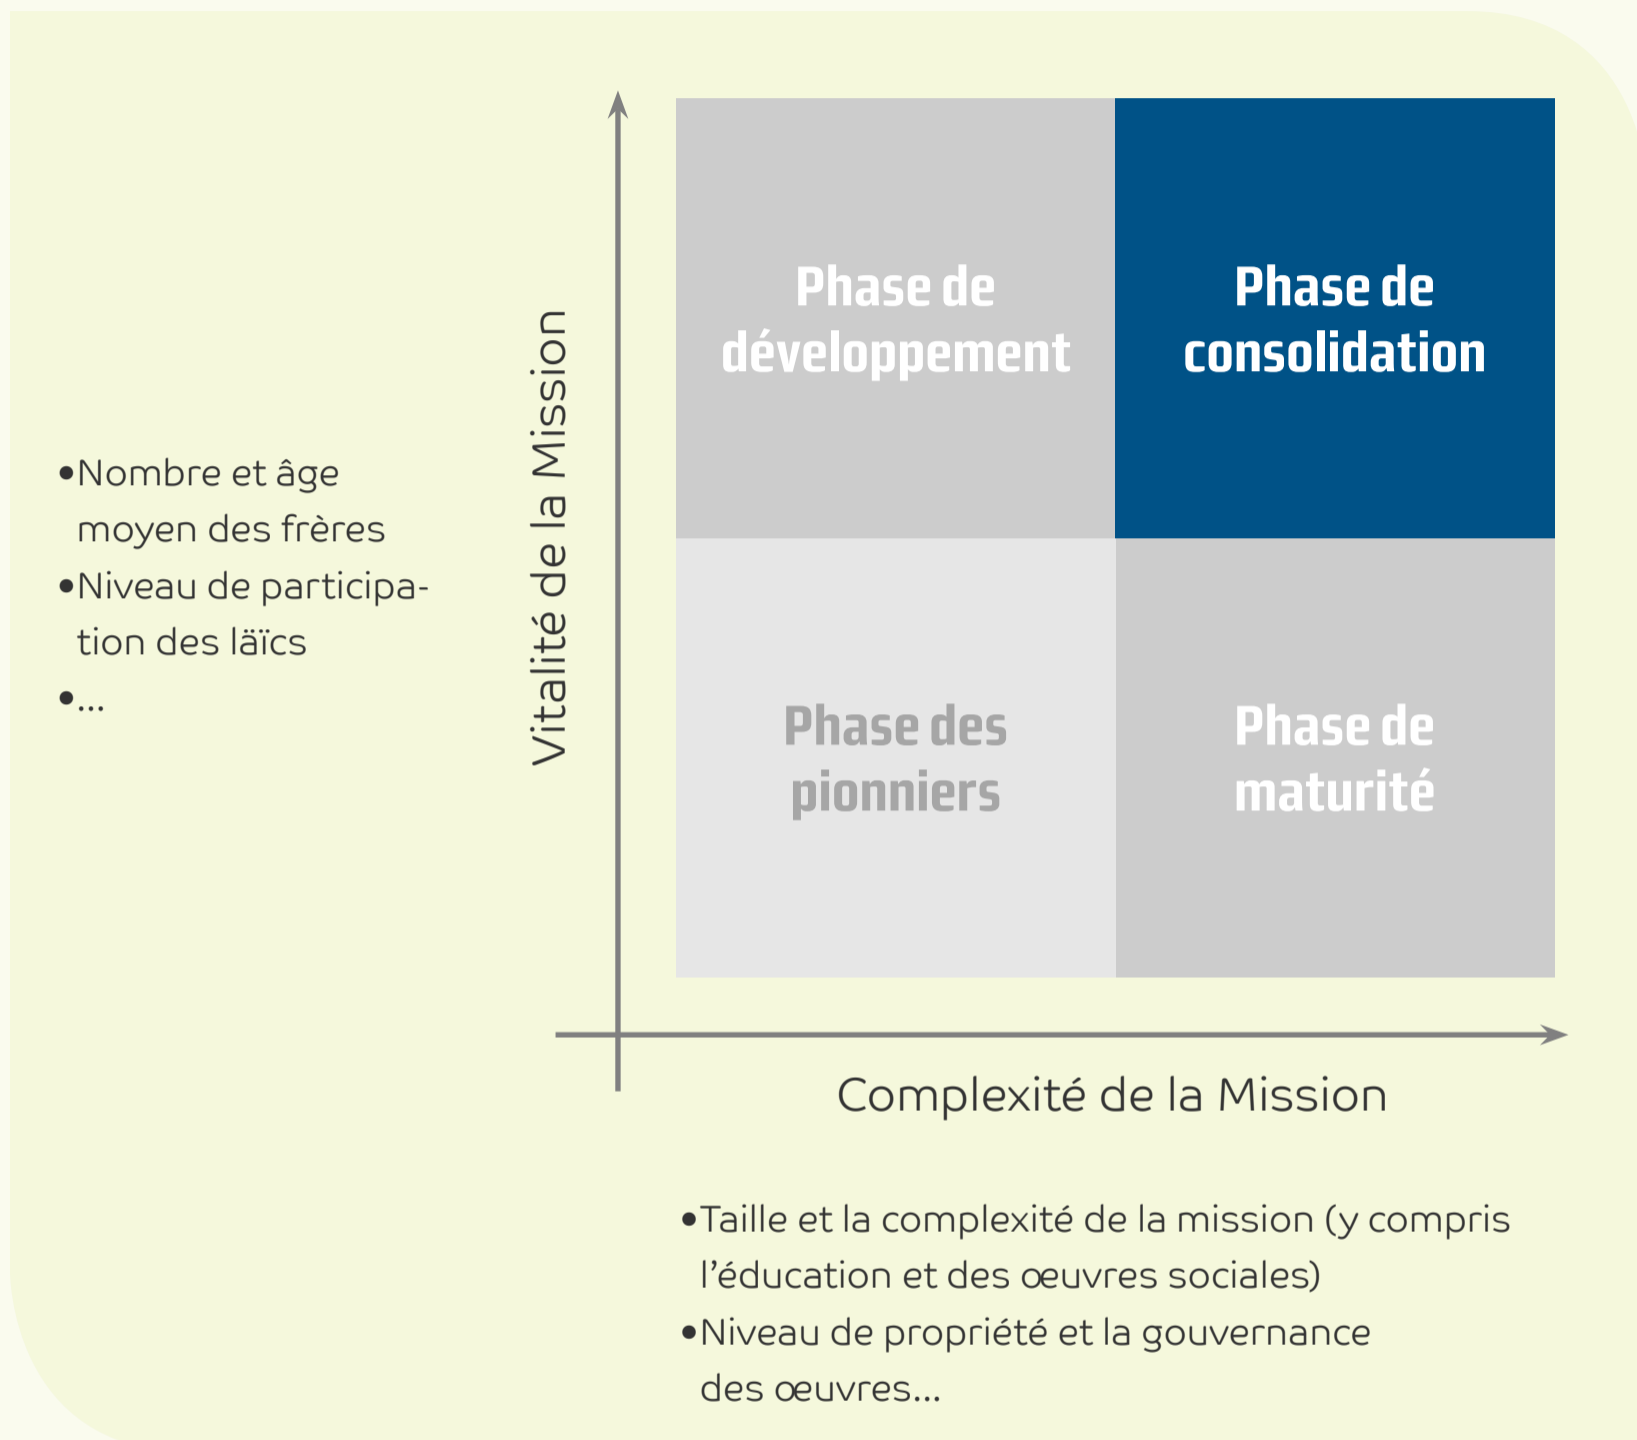 Phase de
développement
Phase de
consolidation
Vitalité de la Mission
•Nombre et âge
moyen des frères
•Niveau de participa-
tion des läïcs
•...
Phase des
pionniers
Phase de
maturité
Complexité de la Mission
•Taille et la complexité de la mission (y compris
l’éducation et des œuvres sociales)
•Niveau de propriété et la gouvernance
des œuvres...